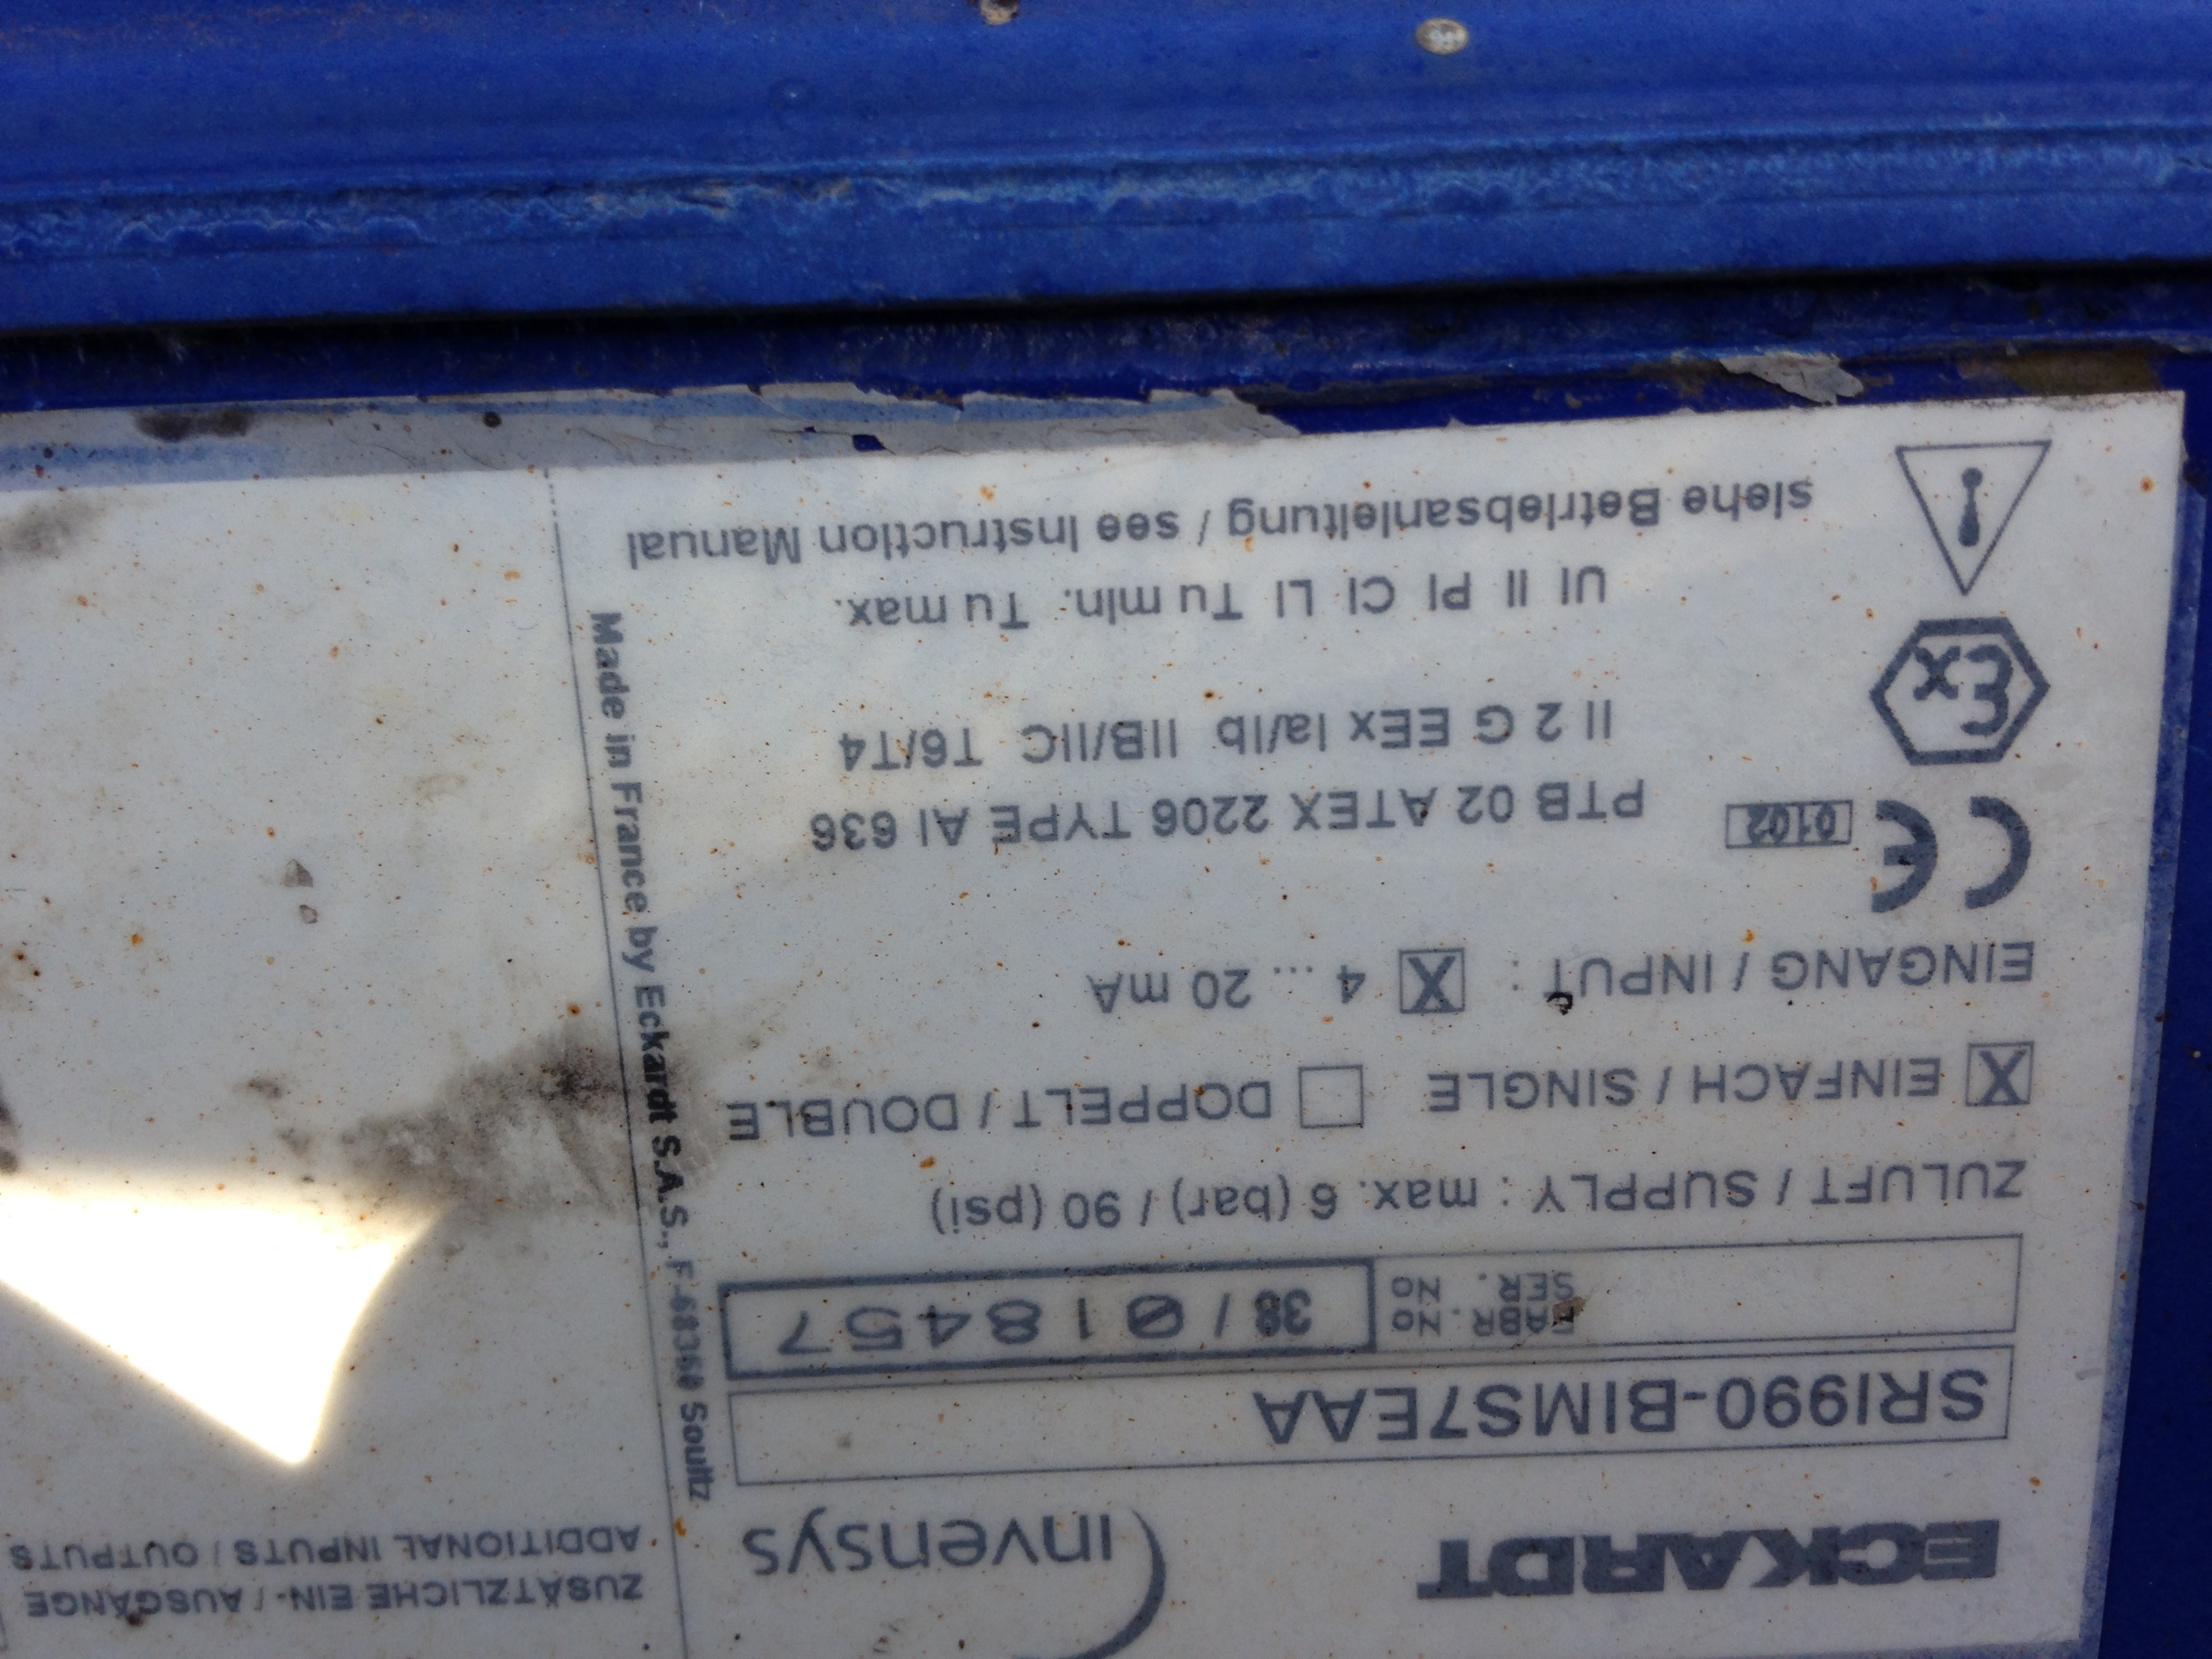 ECKARDT
invensys
SRI990-BIMS7EAA
FABR.NO
SER. NO
38 / 018457
ZULUFT / SUPPLY : max. 6 (bar) / 90 (psi)
X EINFACH / SINGLE DOPPELT / DOUBLE
EINGANG / INPUT : X 4 ... 20 mA
CE 0102 PTB 02 ATEX 2206 TYPE AI 636
Ex II 2 G EEx ia/ib IIB/IIC T6/T4
Ui Ii Pi Ci Li Tu min. Tu max.
siehe Betriebsanleitung / see Instruction Manual
Made in France by Eckardt S.A.S., F-68360 Soultz
ZUSÄTZLICHE EIN- / AUSGÄNGE
ADDITIONAL INPUTS / OUTPUTS